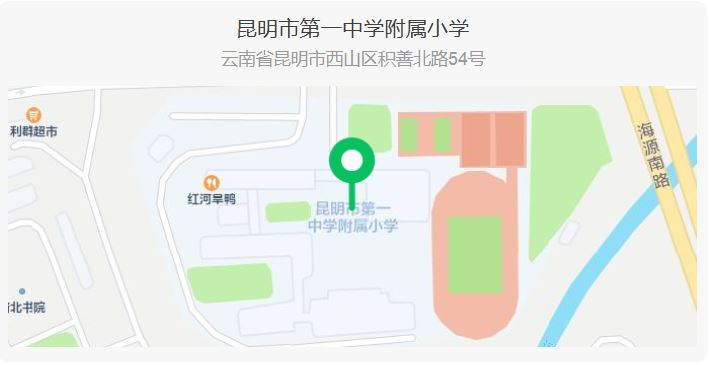 昆明市第一中学附属小学
云南省昆明市西山区积善北路54号
利群超市
海源南路
红河旱鸭
昆明市第一
中学附属小学
北书院